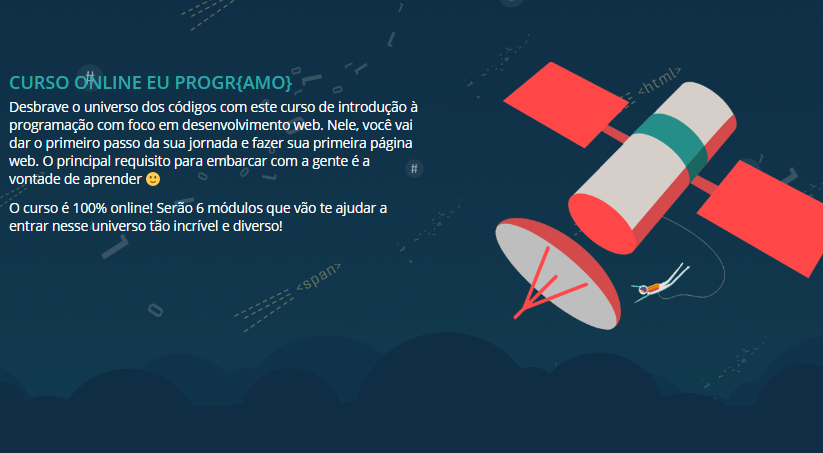 CURSO ONLINE EU PROGR{AMO}
Desbrave o universo dos códigos com este curso de introdução à
programação com foco em desenvolvimento web. Nele, você vai
dar o primeiro passo da sua jornada e fazer sua primeira página
web. O principal requisito para embarcar com a gente é a
vontade de aprender 🙂
O curso é 100% online! Serão 6 módulos que vão te ajudar a
entrar nesse universo tão incrível e diverso!
<html>
#
#
<span>